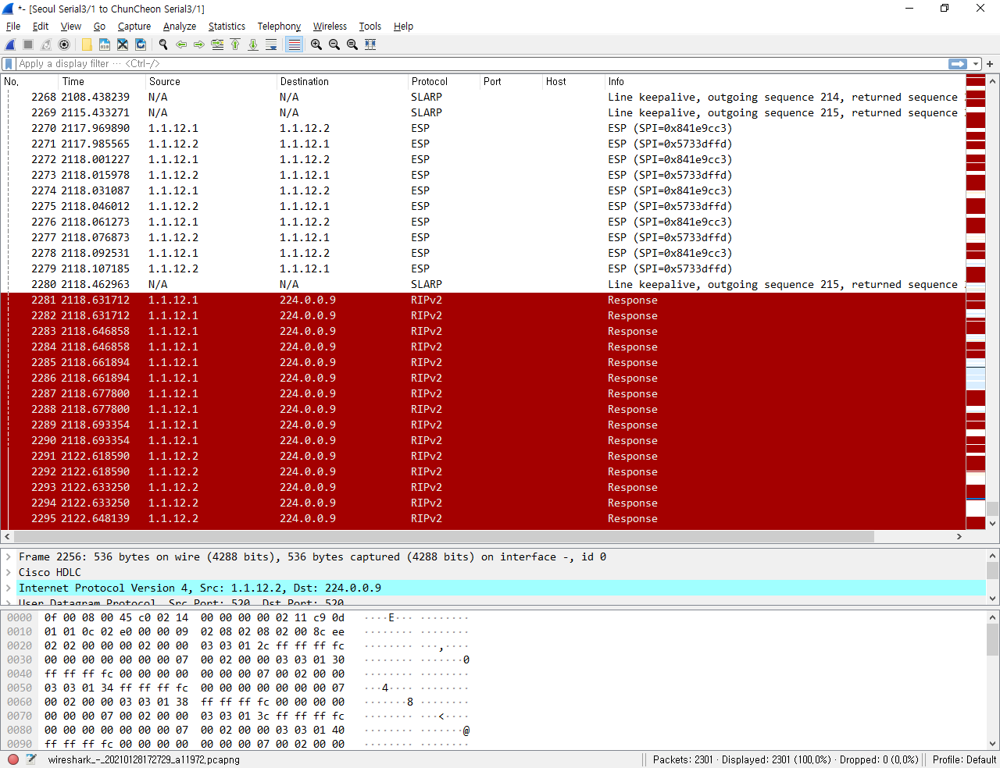 *- [Seoul Serial3/1 to ChunCheon Serial3/1]
File Edit View Go Capture Analyze Statistics Telephony Wireless Tools Help
Apply a display filter ··· <Ctrl-/>
No. Time Source Destination Protocol Port Host Info
2268 2108.438239 N/A N/A SLARP Line keepalive, outgoing sequence 214, returned sequence
2269 2115.433271 N/A N/A SLARP Line keepalive, outgoing sequence 215, returned sequence
2270 2117.969890 1.1.12.1 1.1.12.2 ESP ESP (SPI=0x841e9cc3)
2271 2117.985565 1.1.12.2 1.1.12.1 ESP ESP (SPI=0x5733dffd)
2272 2118.001227 1.1.12.1 1.1.12.2 ESP ESP (SPI=0x841e9cc3)
2273 2118.015978 1.1.12.2 1.1.12.1 ESP ESP (SPI=0x5733dffd)
2274 2118.031087 1.1.12.1 1.1.12.2 ESP ESP (SPI=0x841e9cc3)
2275 2118.046012 1.1.12.2 1.1.12.1 ESP ESP (SPI=0x5733dffd)
2276 2118.061273 1.1.12.1 1.1.12.2 ESP ESP (SPI=0x841e9cc3)
2277 2118.076873 1.1.12.2 1.1.12.1 ESP ESP (SPI=0x5733dffd)
2278 2118.092531 1.1.12.1 1.1.12.2 ESP ESP (SPI=0x841e9cc3)
2279 2118.107185 1.1.12.2 1.1.12.1 ESP ESP (SPI=0x5733dffd)
2280 2118.462963 N/A N/A SLARP Line keepalive, outgoing sequence 215, returned sequence
2281 2118.631712 1.1.12.1 224.0.0.9 RIPv2 Response
2282 2118.631712 1.1.12.1 224.0.0.9 RIPv2 Response
2283 2118.646858 1.1.12.1 224.0.0.9 RIPv2 Response
2284 2118.646858 1.1.12.1 224.0.0.9 RIPv2 Response
2285 2118.661894 1.1.12.1 224.0.0.9 RIPv2 Response
2286 2118.661894 1.1.12.1 224.0.0.9 RIPv2 Response
2287 2118.677800 1.1.12.1 224.0.0.9 RIPv2 Response
2288 2118.677800 1.1.12.1 224.0.0.9 RIPv2 Response
2289 2118.693354 1.1.12.1 224.0.0.9 RIPv2 Response
2290 2118.693354 1.1.12.1 224.0.0.9 RIPv2 Response
2291 2122.618590 1.1.12.2 224.0.0.9 RIPv2 Response
2292 2122.618590 1.1.12.2 224.0.0.9 RIPv2 Response
2293 2122.633250 1.1.12.2 224.0.0.9 RIPv2 Response
2294 2122.633250 1.1.12.2 224.0.0.9 RIPv2 Response
2295 2122.648139 1.1.12.2 224.0.0.9 RIPv2 Response
Frame 2256: 536 bytes on wire (4288 bits), 536 bytes captured (4288 bits) on interface -, id 0
Cisco HDLC
Internet Protocol Version 4, Src: 1.1.12.2, Dst: 224.0.0.9
User Datagram Protocol, Src Port: 520, Dst Port: 520
0000 0f 00 08 00 45 c0 02 14 00 00 00 00 02 11 c9 0d ····E··· ········
0010 01 01 0c 02 e0 00 00 09 02 08 02 08 02 00 8c ee ········ ········
0020 02 02 00 00 00 02 00 00 03 03 01 2c ff ff ff fc ········ ···,····
0030 00 00 00 00 00 00 00 07 00 02 00 00 03 03 01 30 ········ ·······0
0040 ff ff ff fc 00 00 00 00 00 00 00 07 00 02 00 00 ········ ········
0050 03 03 01 34 ff ff ff fc 00 00 00 00 00 00 00 07 ···4···· ········
0060 00 02 00 00 03 03 01 38 ff ff ff fc 00 00 00 00 ·······8 ········
0070 00 00 00 07 00 02 00 00 03 03 01 3c ff ff ff fc ········ ···<····
0080 00 00 00 00 00 00 00 07 00 02 00 00 03 03 01 40 ········ ·······@
0090 ff ff ff fc 00 00 00 00 00 00 00 07 00 02 00 00 ········ ········
wireshark_-_20210128172729_a11972.pcapng Packets: 2301 · Displayed: 2301 (100.0%) · Dropped: 0 (0.0%) Profile: Default